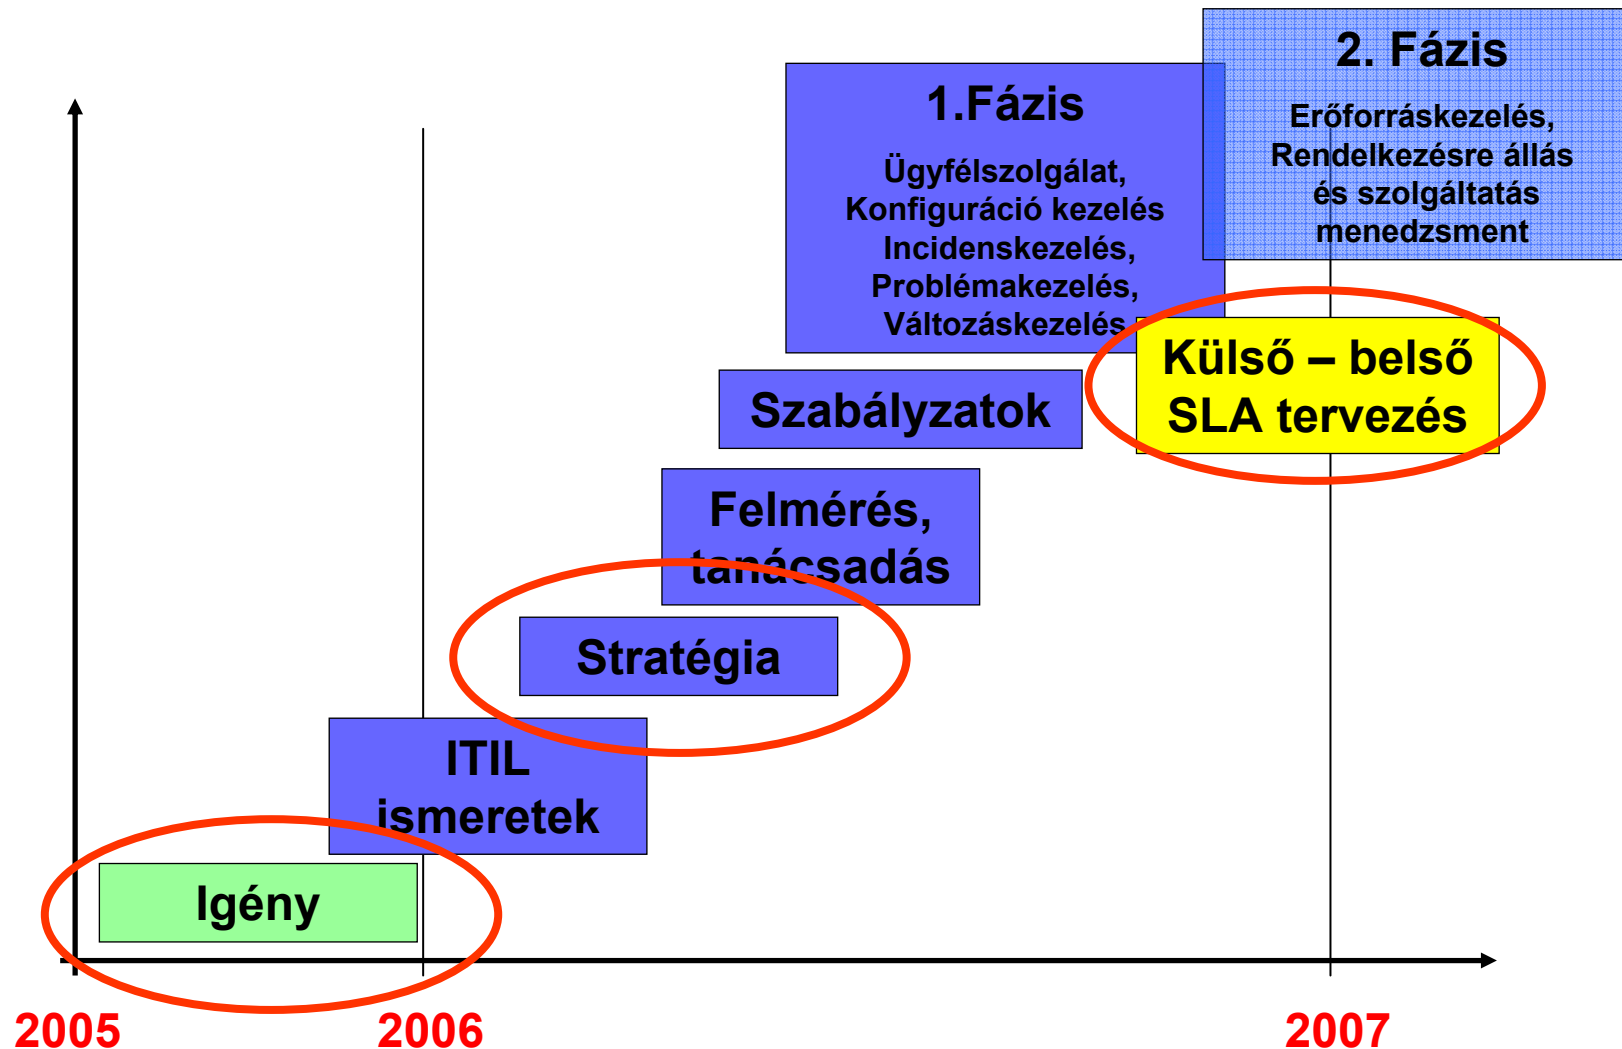 2. Fázis
Erőforráskezelés,
Rendelkezésre állás
és szolgáltatás
menedzsment
1.Fázis
Ügyfélszolgálat,
Konfiguráció kezelés
Incidenskezelés,
Problémakezelés,
Változáskezelés
Külső – belső
SLA tervezés
Szabályzatok
Felmérés,
tanácsadás
Stratégia
ITIL
ismeretek
Igény
2005
2006
2007